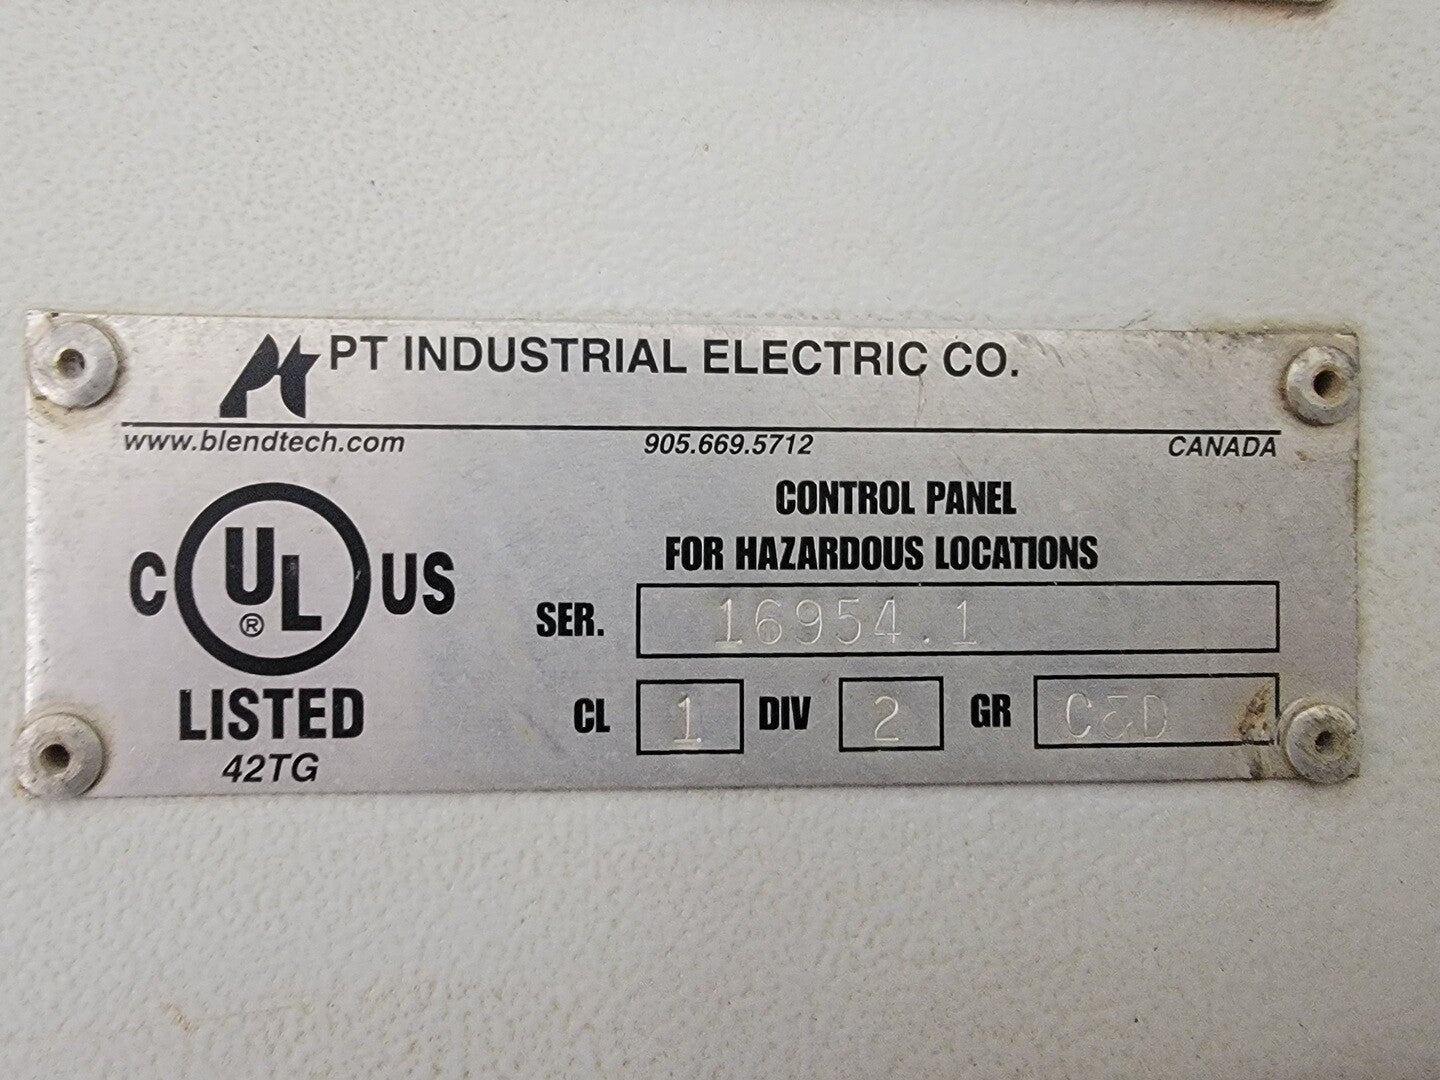 pt PT INDUSTRIAL ELECTRIC CO.
www.blendtech.com 905.669.5712 CANADA
CONTROL PANEL
FOR HAZARDOUS LOCATIONS
C UL® US
LISTED
42TG
SER. 16954.1
CL 1 DIV 2 GR C&D